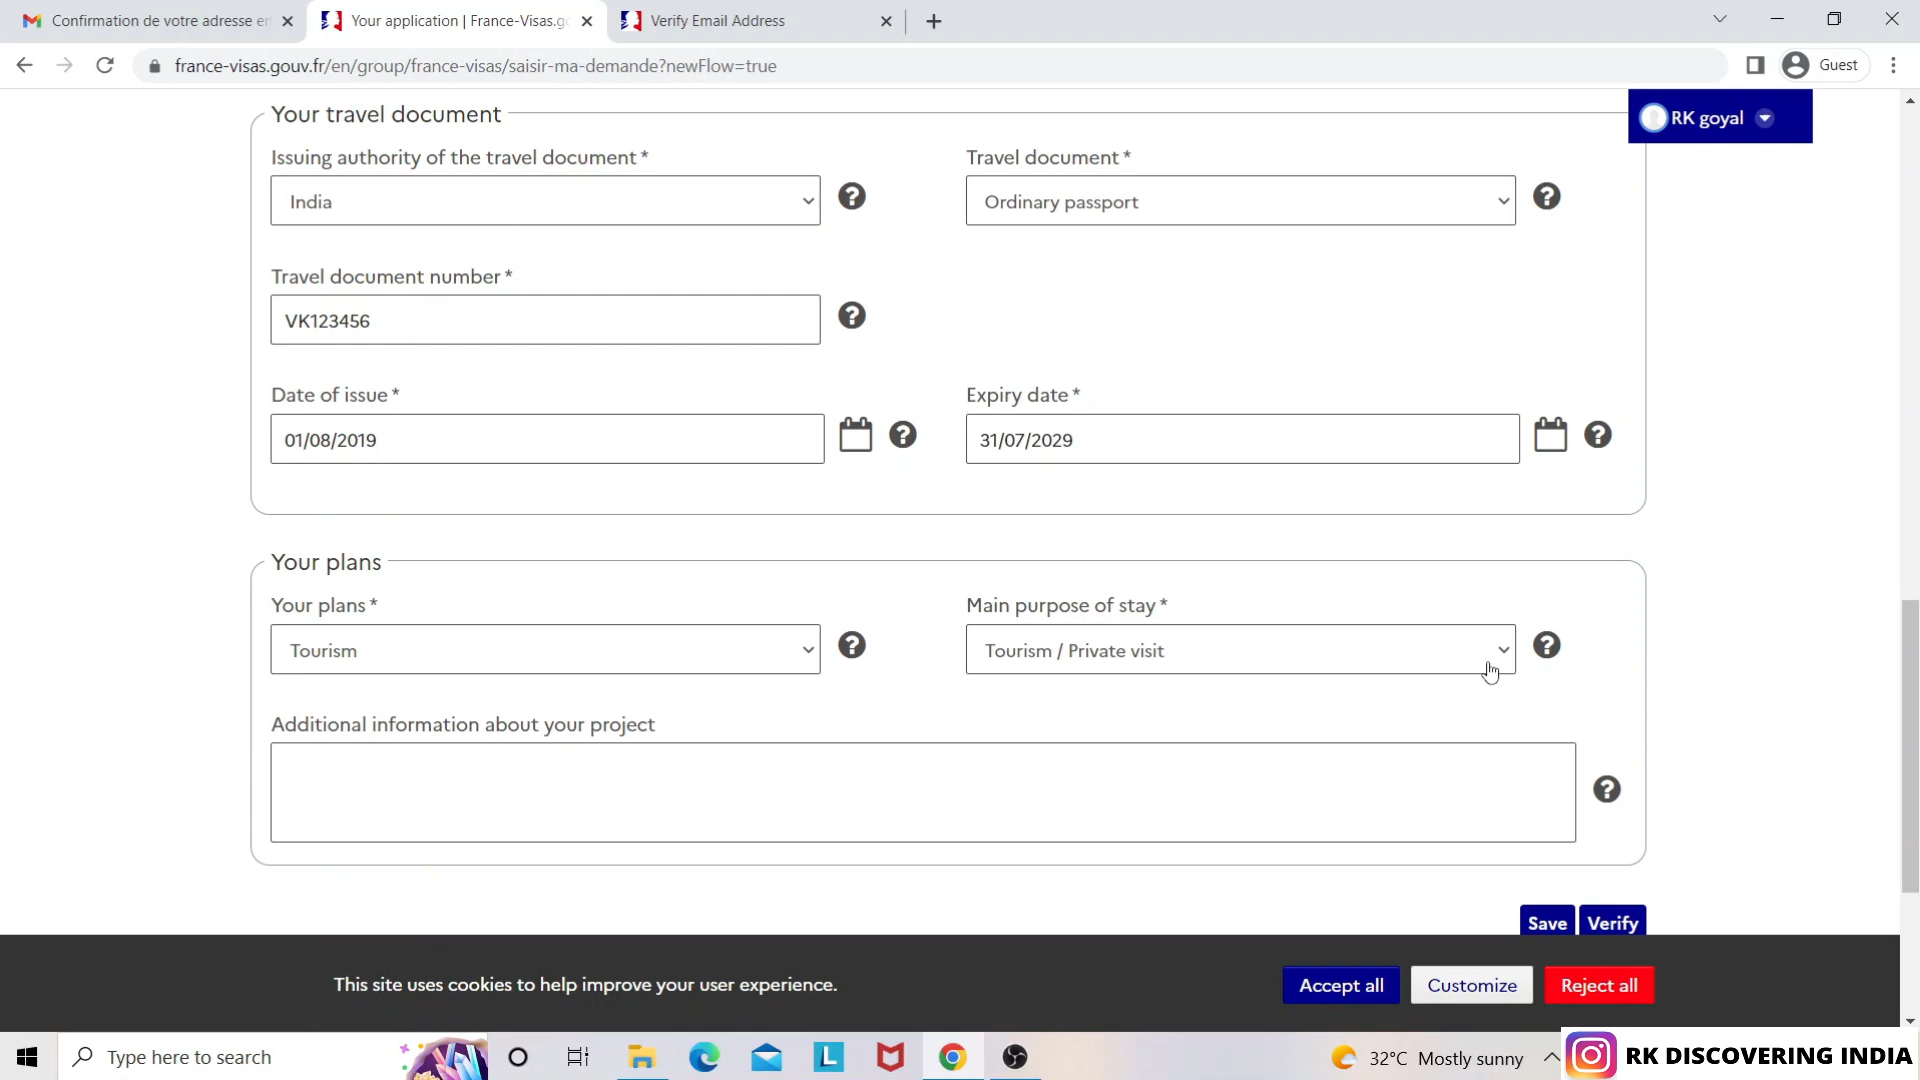 Confirmation de votre adresse en
Your application | France-Visas.g
Verify Email Address
france-visas.gouv.fr/en/group/france-visas/saisir-ma-demande?newFlow=true
Guest
RK goyal
Your travel document
Issuing authority of the travel document *
Travel document *
India
Ordinary passport
Travel document number *
VK123456
Date of issue *
Expiry date *
01/08/2019
31/07/2029
Your plans
Your plans *
Main purpose of stay *
Tourism
Tourism / Private visit
Additional information about your project
Save
Verify
This site uses cookies to help improve your user experience.
Accept all
Customize
Reject all
Type here to search
L
32°C Mostly sunny
RK DISCOVERING INDIA